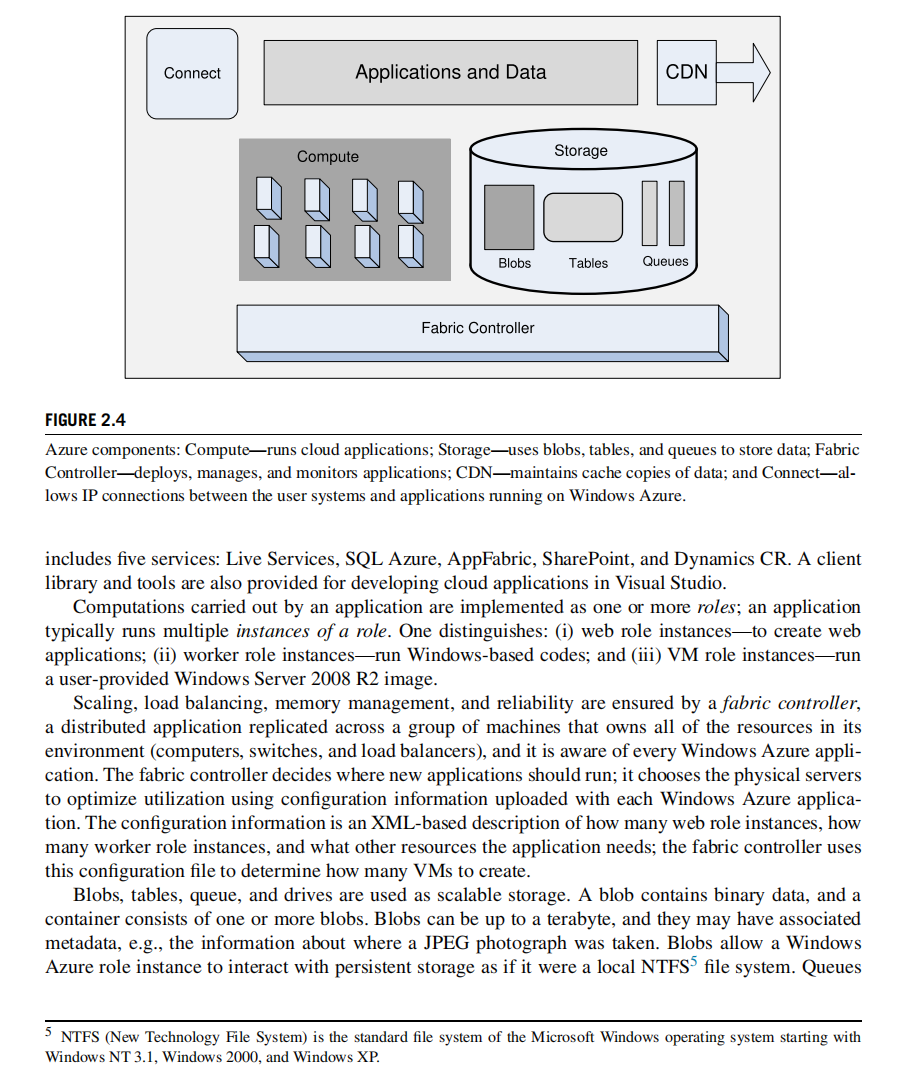 Connect
Applications and Data
CDN
Compute
Storage
Blobs
Tables
Queues
Fabric Controller
FIGURE 2.4
Azure components: Compute—runs cloud applications; Storage—uses blobs, tables, and queues to store data; Fabric
Controller—deploys, manages, and monitors applications; CDN—maintains cache copies of data; and Connect—al-
lows IP connections between the user systems and applications running on Windows Azure.
includes five services: Live Services, SQL Azure, AppFabric, SharePoint, and Dynamics CR. A client
library and tools are also provided for developing cloud applications in Visual Studio.
Computations carried out by an application are implemented as one or more roles; an application
typically runs multiple instances of a role. One distinguishes: (i) web role instances—to create web
applications; (ii) worker role instances—run Windows-based codes; and (iii) VM role instances—run
a user-provided Windows Server 2008 R2 image.
Scaling, load balancing, memory management, and reliability are ensured by a fabric controller,
a distributed application replicated across a group of machines that owns all of the resources in its
environment (computers, switches, and load balancers), and it is aware of every Windows Azure appli-
cation. The fabric controller decides where new applications should run; it chooses the physical servers
to optimize utilization using configuration information uploaded with each Windows Azure applica-
tion. The configuration information is an XML-based description of how many web role instances, how
many worker role instances, and what other resources the application needs; the fabric controller uses
this configuration file to determine how many VMs to create.
Blobs, tables, queue, and drives are used as scalable storage. A blob contains binary data, and a
container consists of one or more blobs. Blobs can be up to a terabyte, and they may have associated
metadata, e.g., the information about where a JPEG photograph was taken. Blobs allow a Windows
Azure role instance to interact with persistent storage as if it were a local NTFS5 file system. Queues
5 NTFS (New Technology File System) is the standard file system of the Microsoft Windows operating system starting with
Windows NT 3.1, Windows 2000, and Windows XP.